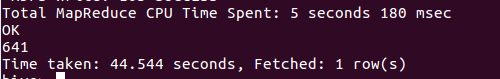 Total MapReduce CPU Time Spent: 5 seconds 180 msec
OK
641
Time taken: 44.544 seconds, Fetched: 1 row(s)